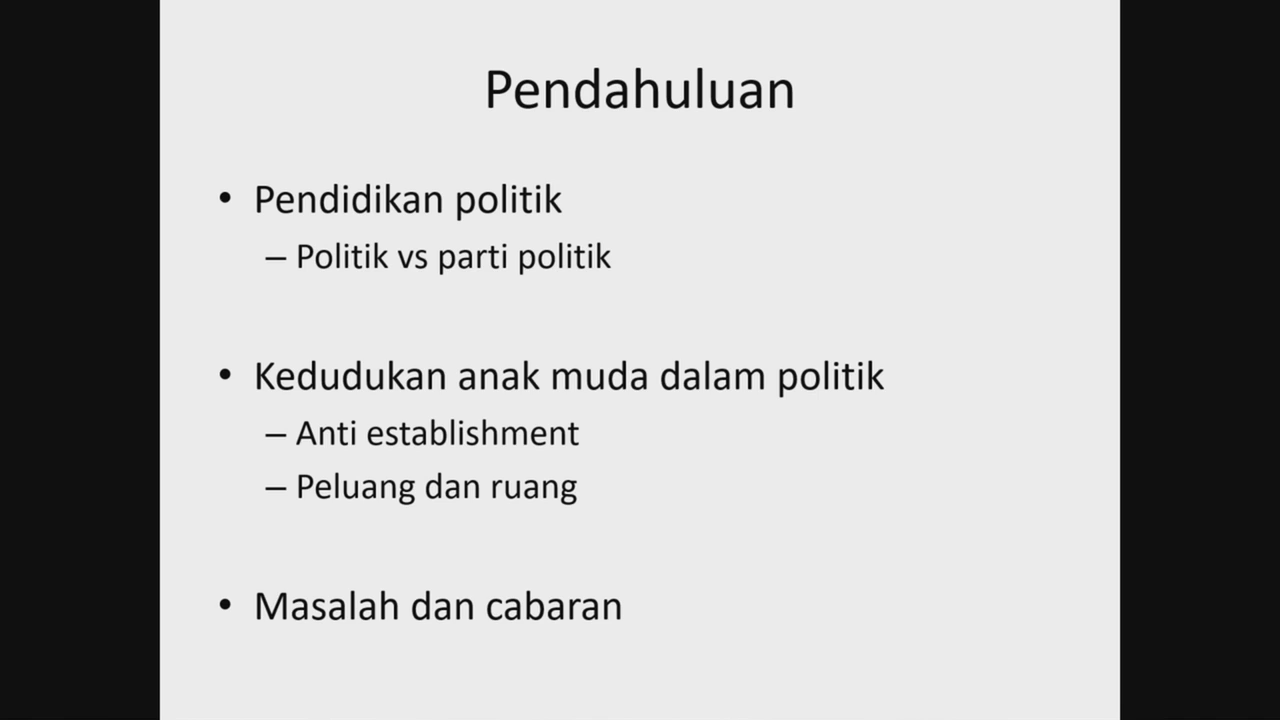 Pendahuluan
• Pendidikan politik
– Politik vs parti politik
• Kedudukan anak muda dalam politik
– Anti establishment
– Peluang dan ruang
• Masalah dan cabaran